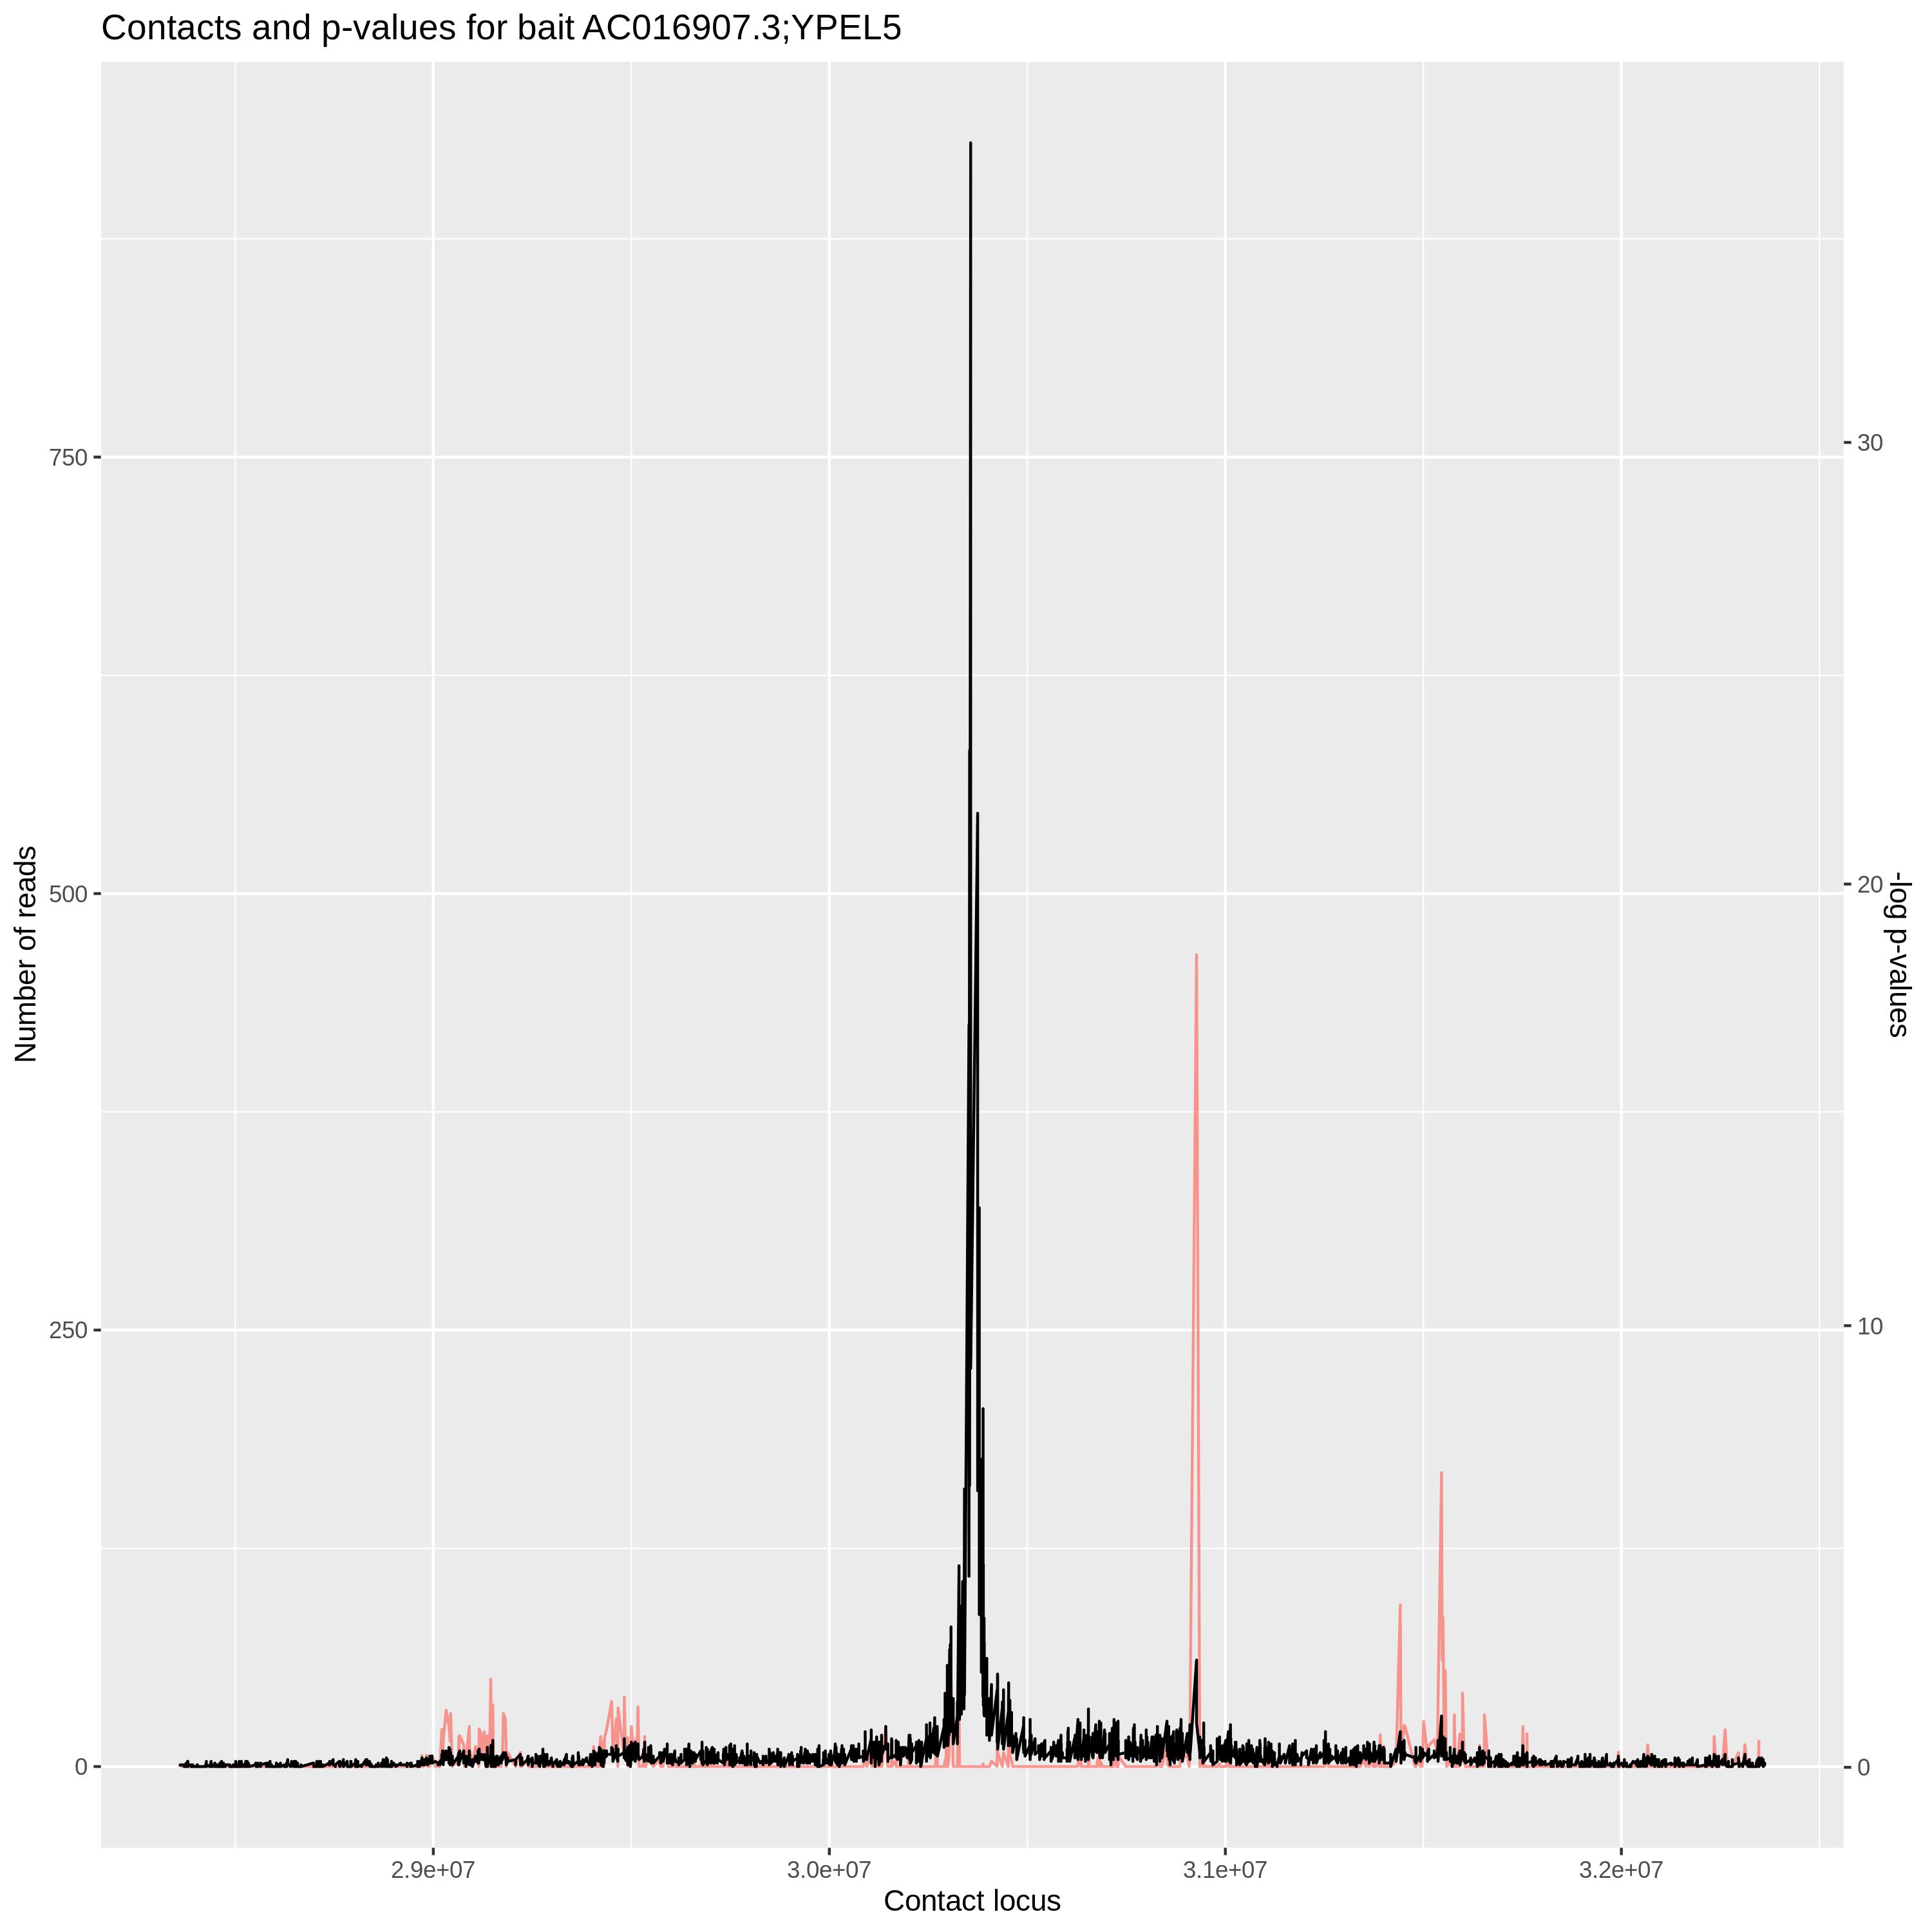 Contacts and p-values for bait AC016907.3;YPEL5
Number of reads
750
500
250
0
30
20
10
0
-log p-values
2.9e+07
3.0e+07
3.1e+07
3.2e+07
Contact locus